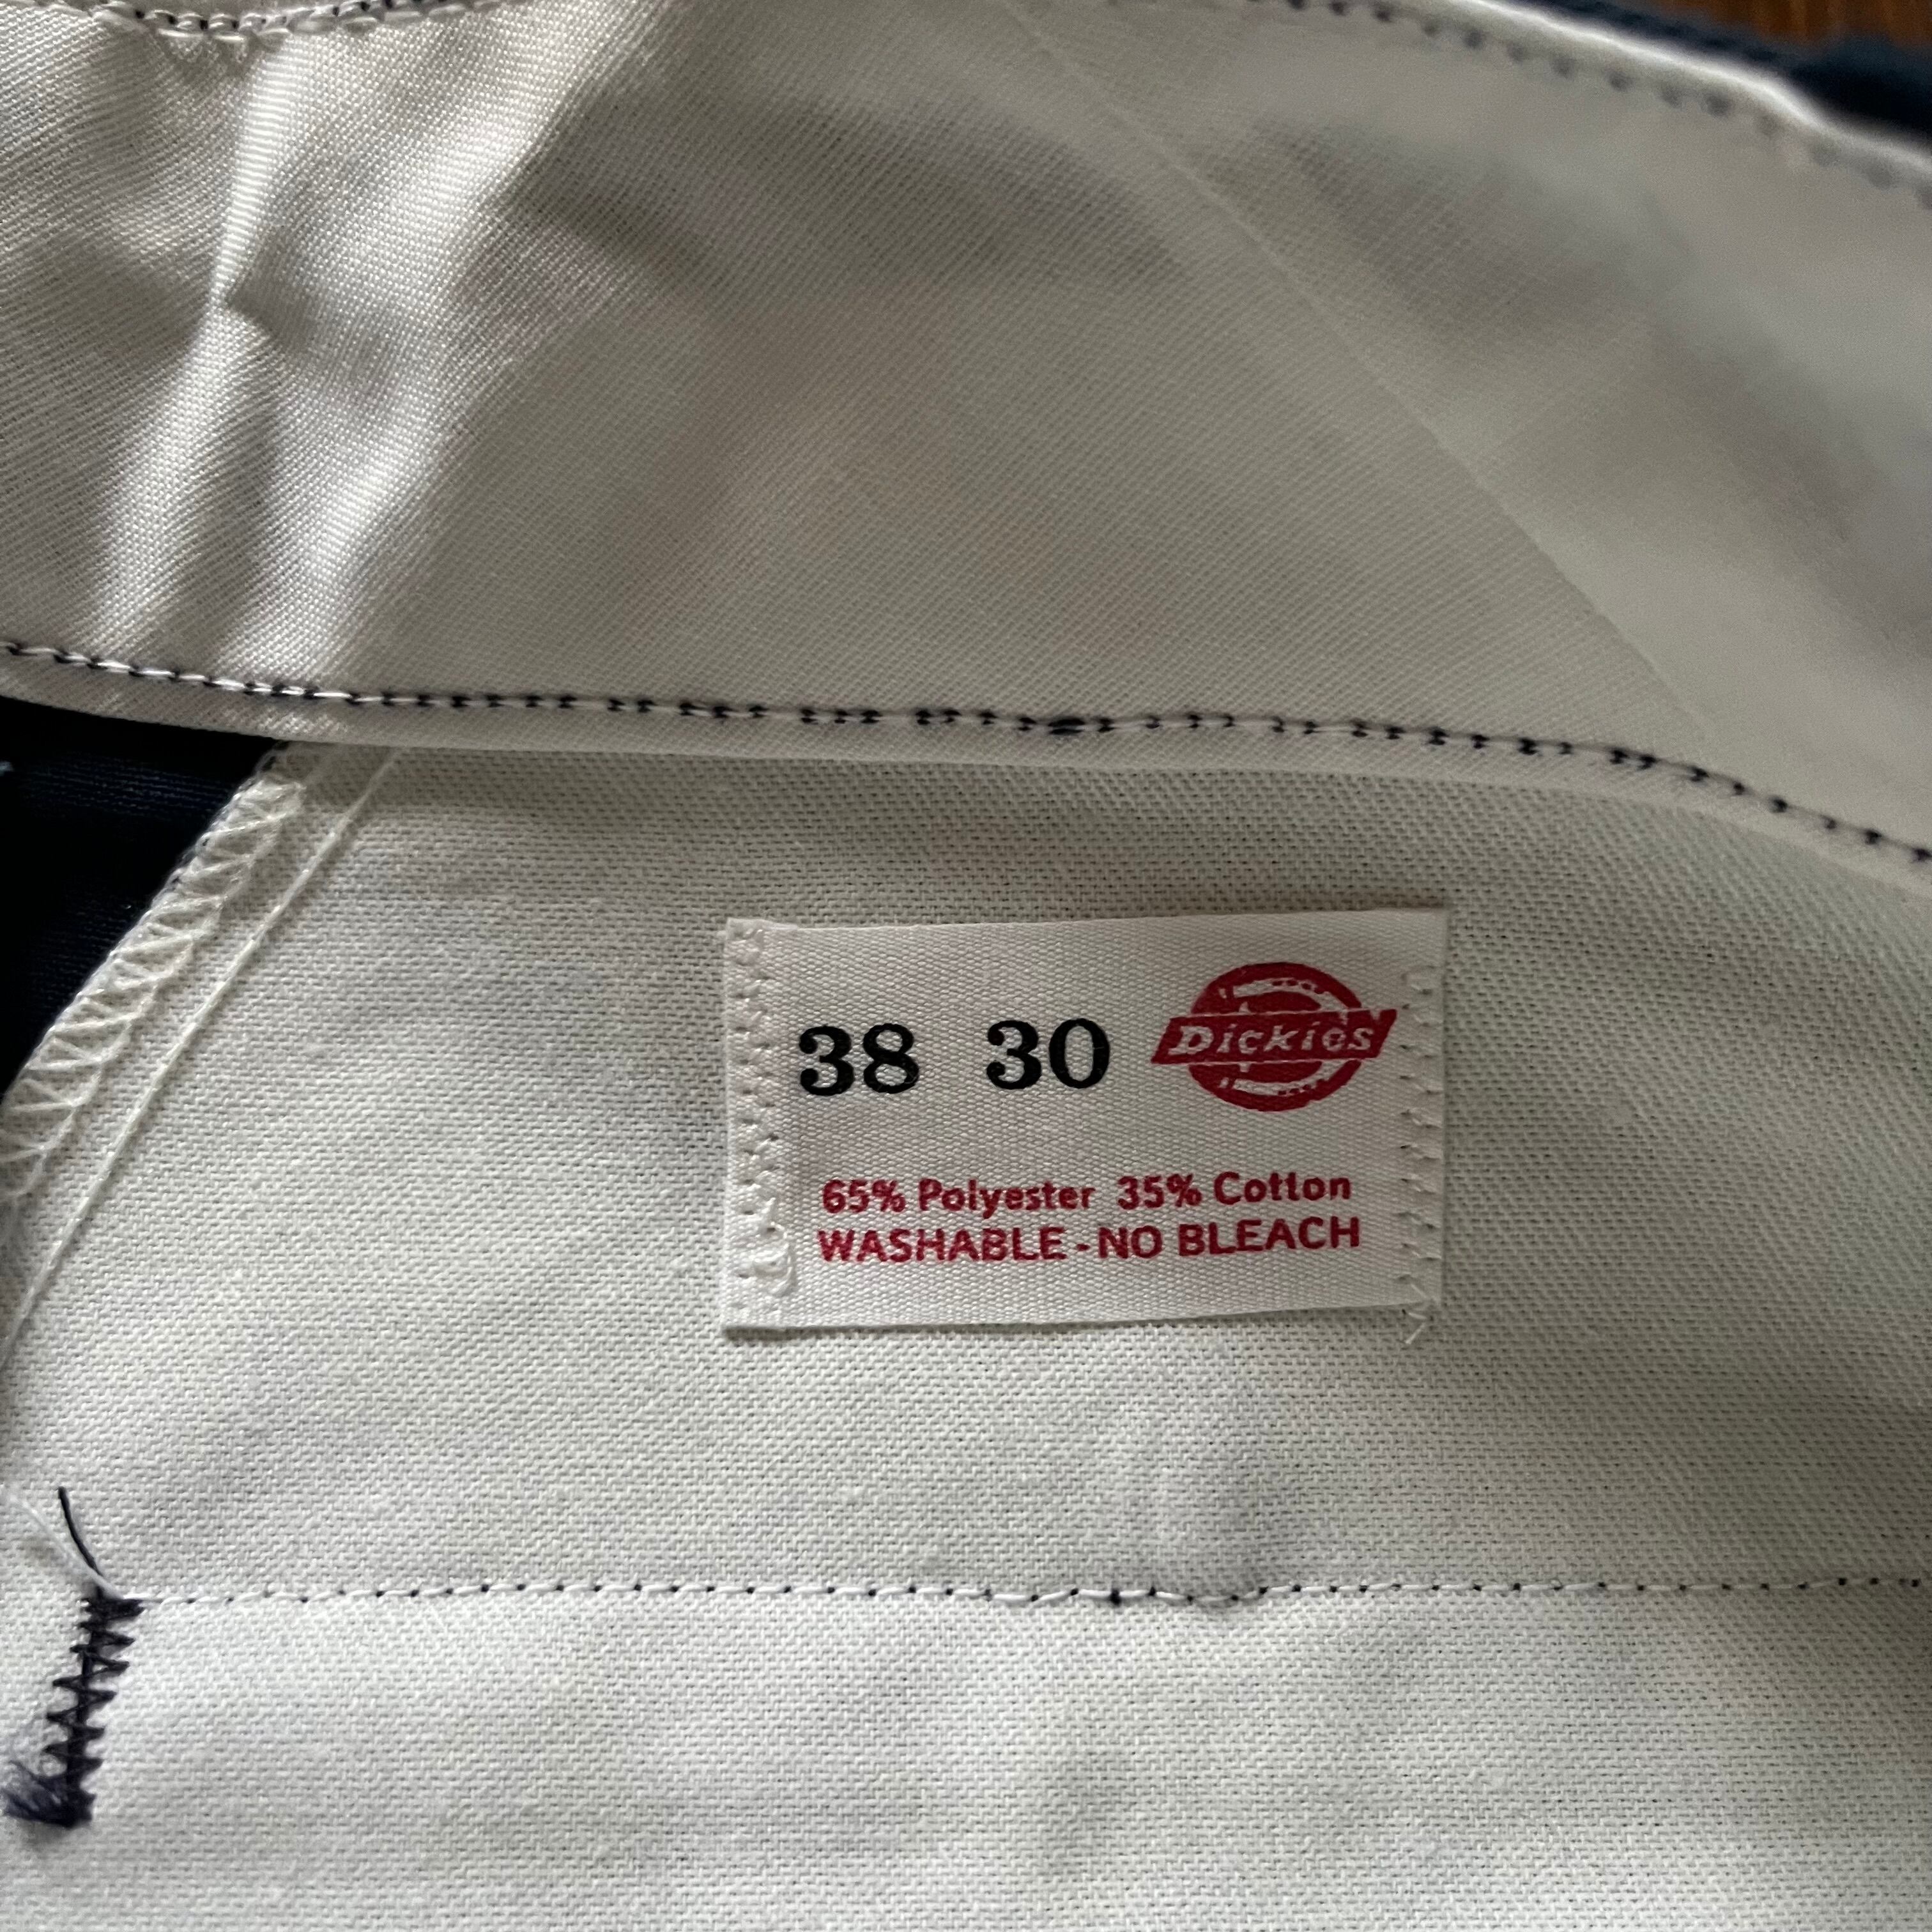 38 30 Dickies
65% Polyester 35% Cotton
WASHABLE - NO BLEACH